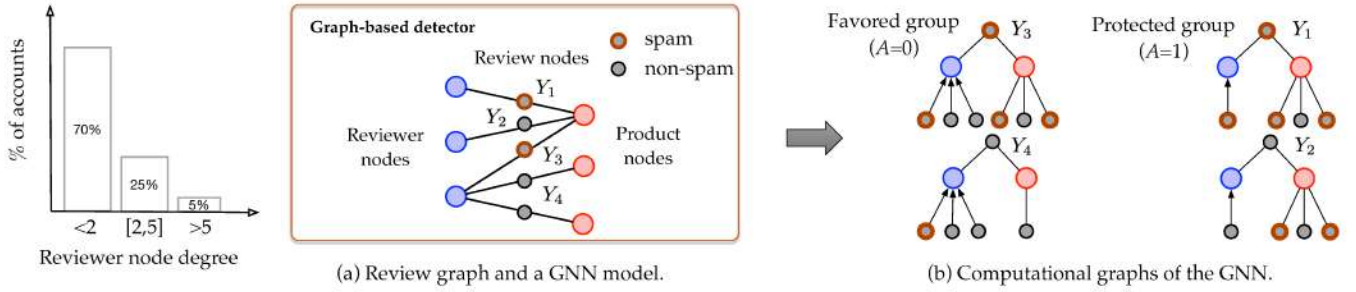 % of accounts
70%
25%
5%
<2 [2,5] >5
Reviewer node degree
Graph-based detector
spam
non-spam
Review nodes
Y1
Y2
Reviewer
nodes
Product
nodes
Y3
Y4
(a) Review graph and a GNN model.
Favored group
(A=0)
Y3
Y4
Protected group
(A=1)
Y1
Y2
(b) Computational graphs of the GNN.